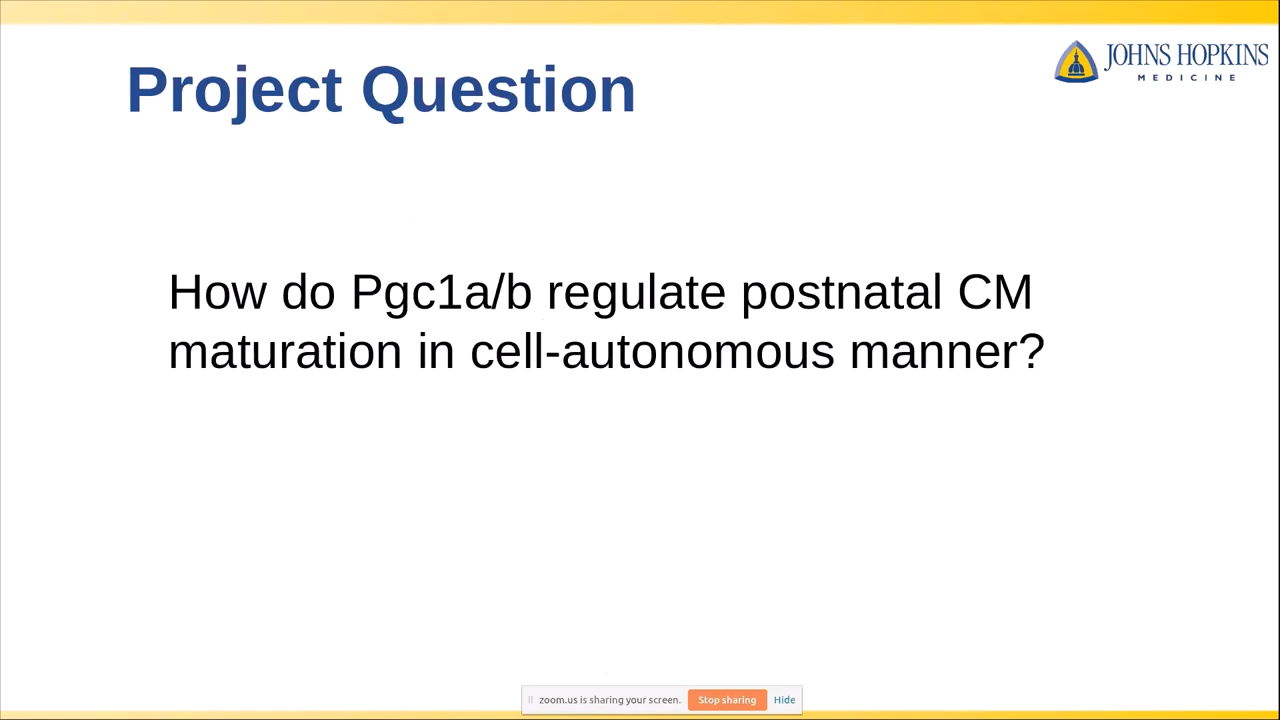 JOHNS HOPKINS
MEDICINE
Project Question
How do Pgc1a/b regulate postnatal CM
maturation in cell-autonomous manner?
zoom.us is sharing your screen. Stop sharing Hide